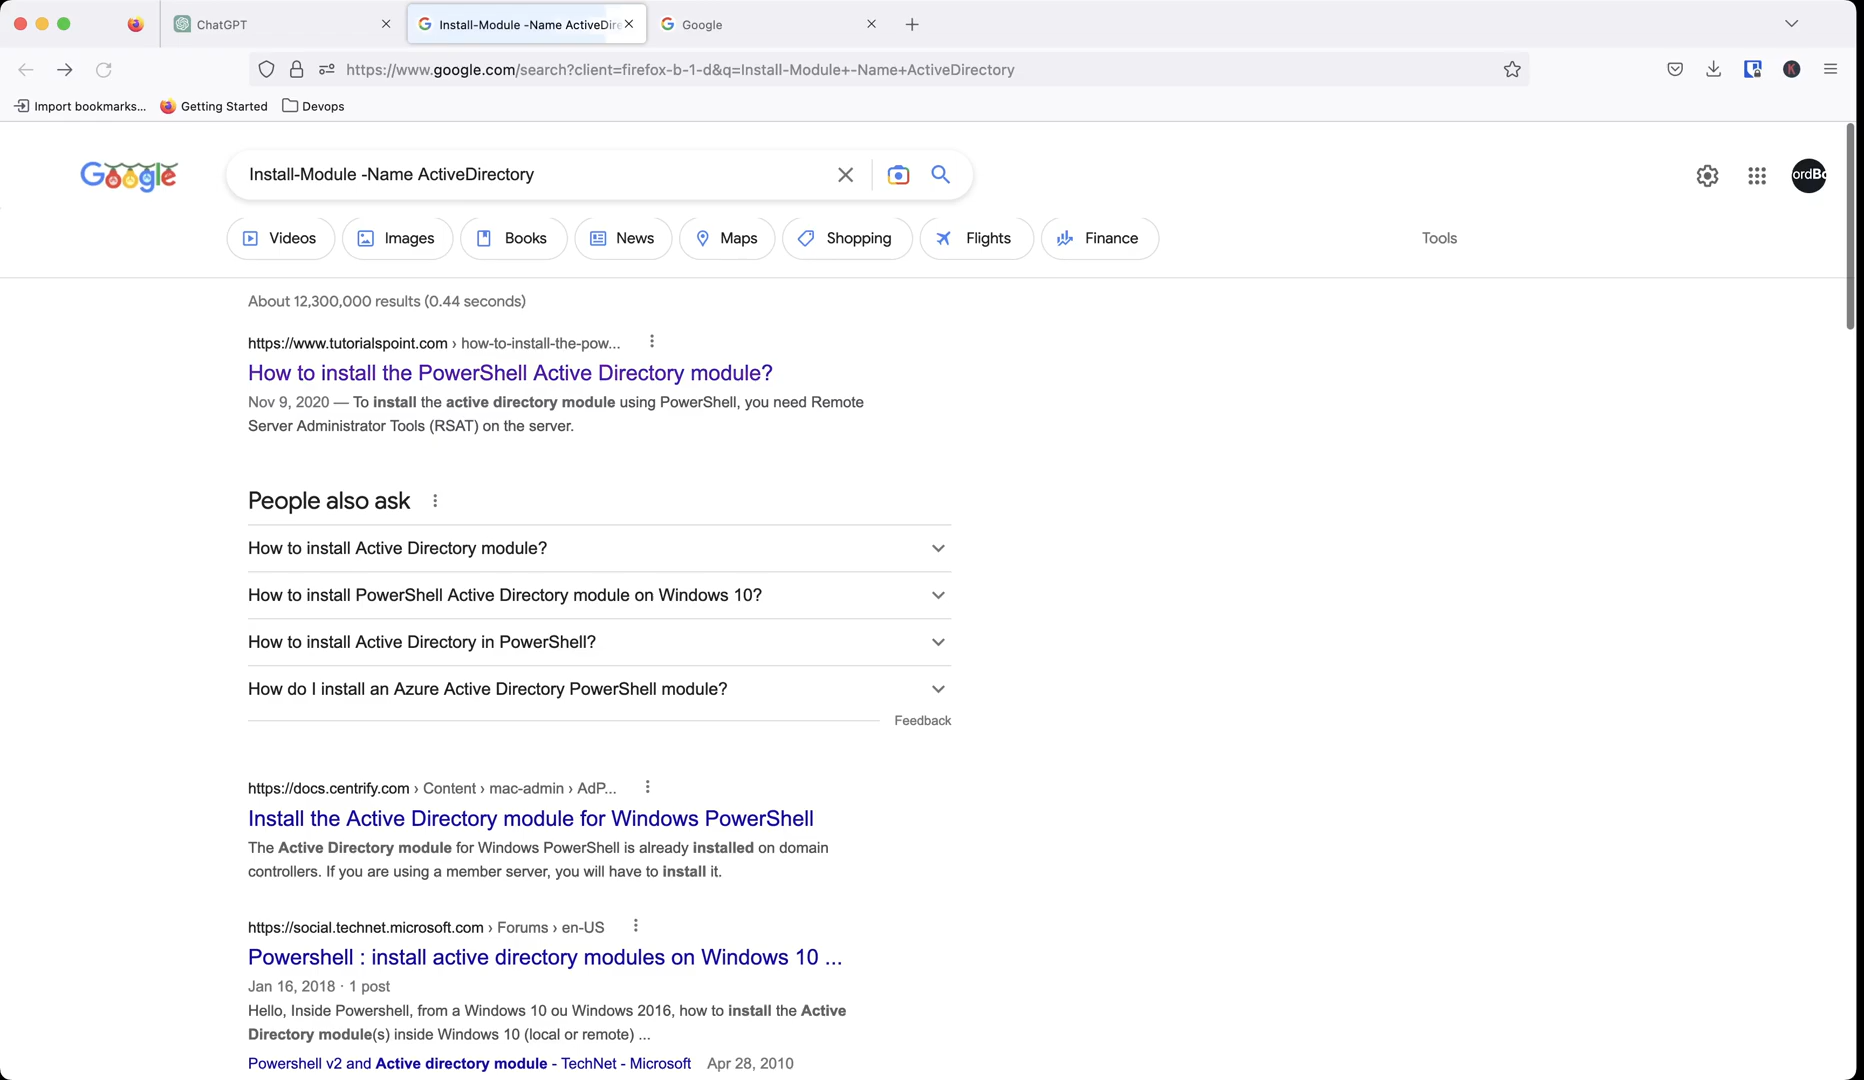 ChatGPT
Install-Module -Name ActiveDire
Google
https://www.google.com/search?client=firefox-b-1-d&q=Install-Module+-Name+ActiveDirectory
Import bookmarks...
Getting Started
Devops
Google
Install-Module -Name ActiveDirectory
ordBo
Videos
Images
Books
News
Maps
Shopping
Flights
Finance
Tools
About 12,300,000 results (0.44 seconds)
https://www.tutorialspoint.com › how-to-install-the-pow...
How to install the PowerShell Active Directory module?
Nov 9, 2020 — To install the active directory module using PowerShell, you need Remote
Server Administrator Tools (RSAT) on the server.
People also ask
How to install Active Directory module?
How to install PowerShell Active Directory module on Windows 10?
How to install Active Directory in PowerShell?
How do I install an Azure Active Directory PowerShell module?
Feedback
https://docs.centrify.com › Content › mac-admin › AdP...
Install the Active Directory module for Windows PowerShell
The Active Directory module for Windows PowerShell is already installed on domain
controllers. If you are using a member server, you will have to install it.
https://social.technet.microsoft.com › Forums › en-US
Powershell : install active directory modules on Windows 10 ...
Jan 16, 2018 · 1 post
Hello, Inside Powershell, from a Windows 10 ou Windows 2016, how to install the Active
Directory module(s) inside Windows 10 (local or remote) ...
Powershell v2 and Active directory module - TechNet - Microsoft Apr 28, 2010